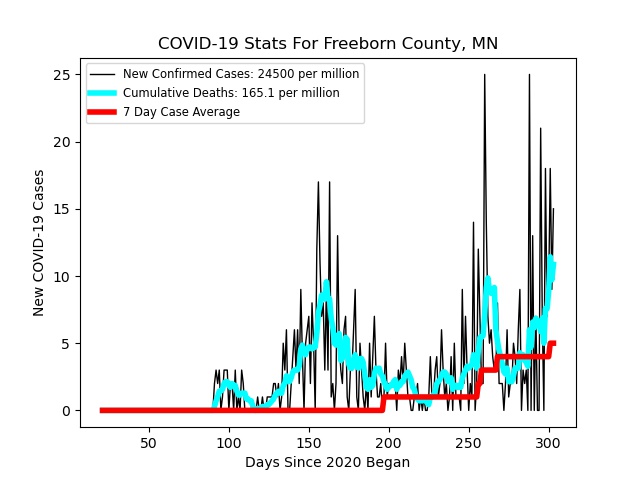 COVID-19 Stats For Freeborn County, MN
New Confirmed Cases: 24500 per million
Cumulative Deaths: 165.1 per million
7 Day Case Average
New COVID-19 Cases
25
20
15
10
5
0
50 100 150 200 250 300
Days Since 2020 Began